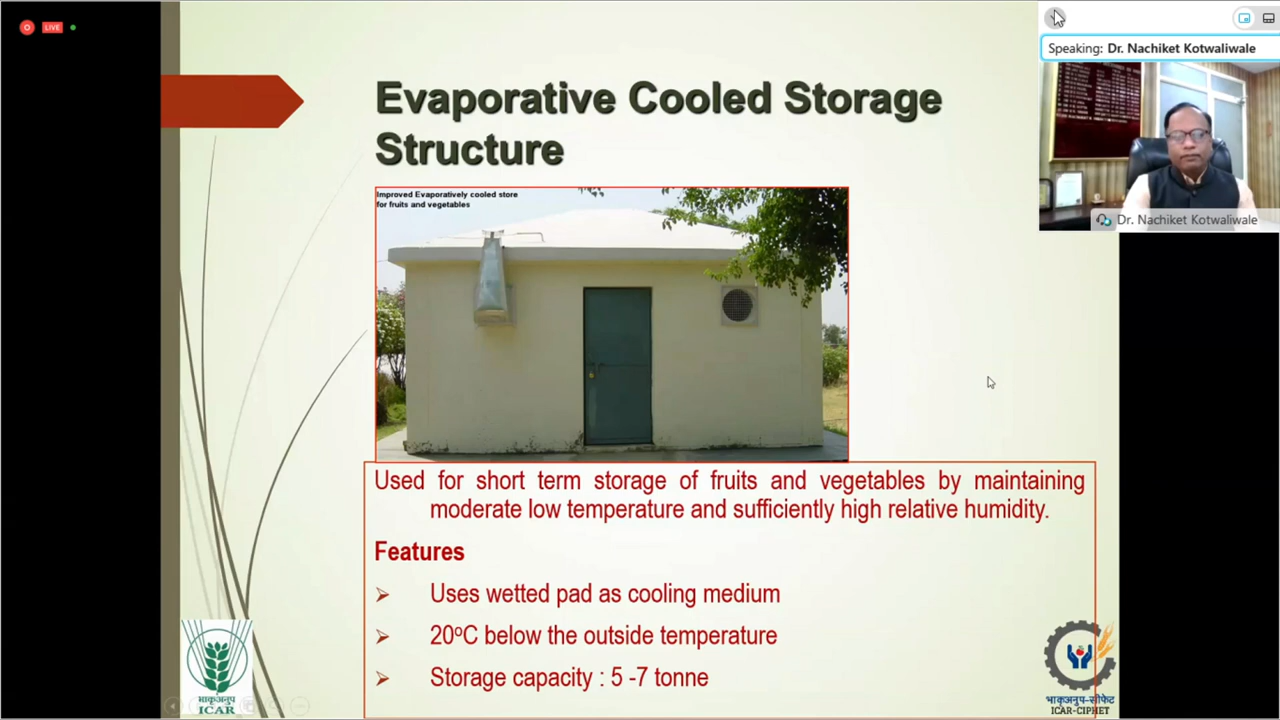 LIVE
Speaking: Dr. Nachiket Kotwaliwale
Dr. Nachiket Kotwaliwale
Evaporative Cooled Storage
Structure
Improved Evaporatively cooled store
for fruits and vegetables
Used for short term storage of fruits and vegetables by maintaining
moderate low temperature and sufficiently high relative humidity.
Features
➢ Uses wetted pad as cooling medium
➢ 20ºC below the outside temperature
➢ Storage capacity : 5 -7 tonne
भाकृअनुप
ICAR
भाकृअनुप-सीफेट
ICAR-CIPHET